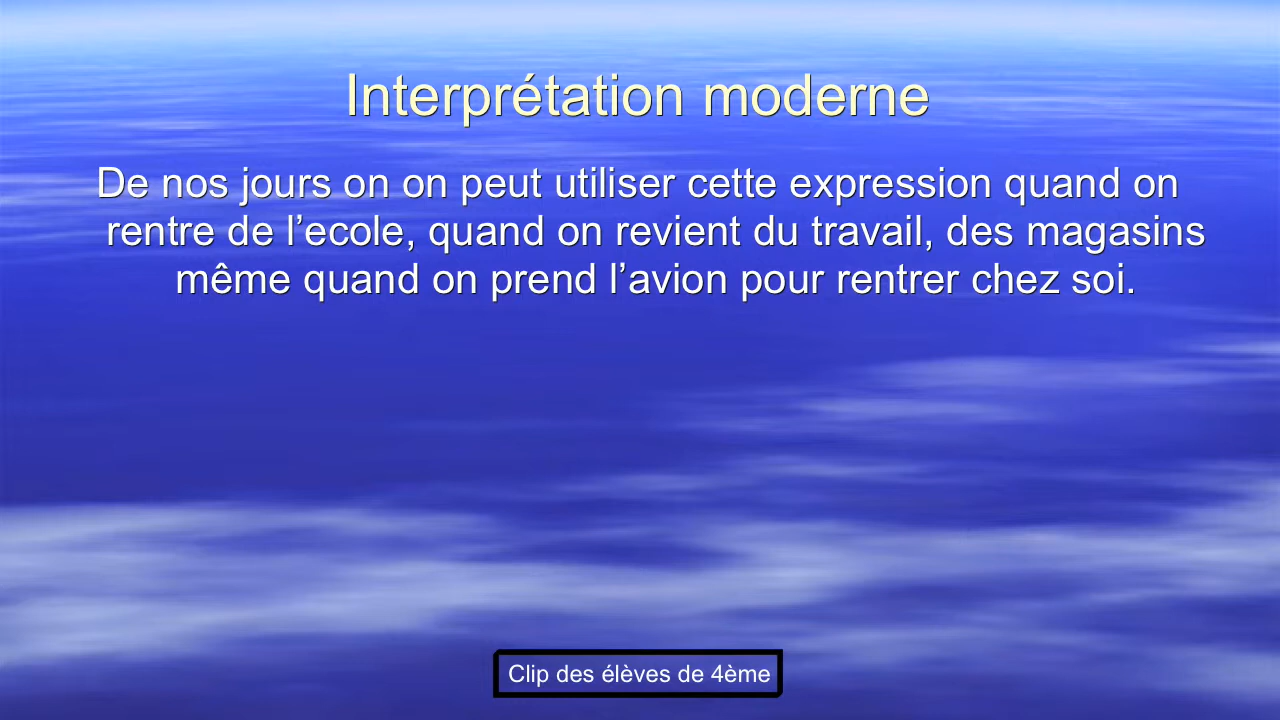 Interprétation moderne
De nos jours on on peut utiliser cette expression quand on
rentre de l’ecole, quand on revient du travail, des magasins
même quand on prend l’avion pour rentrer chez soi.
Clip des élèves de 4ème